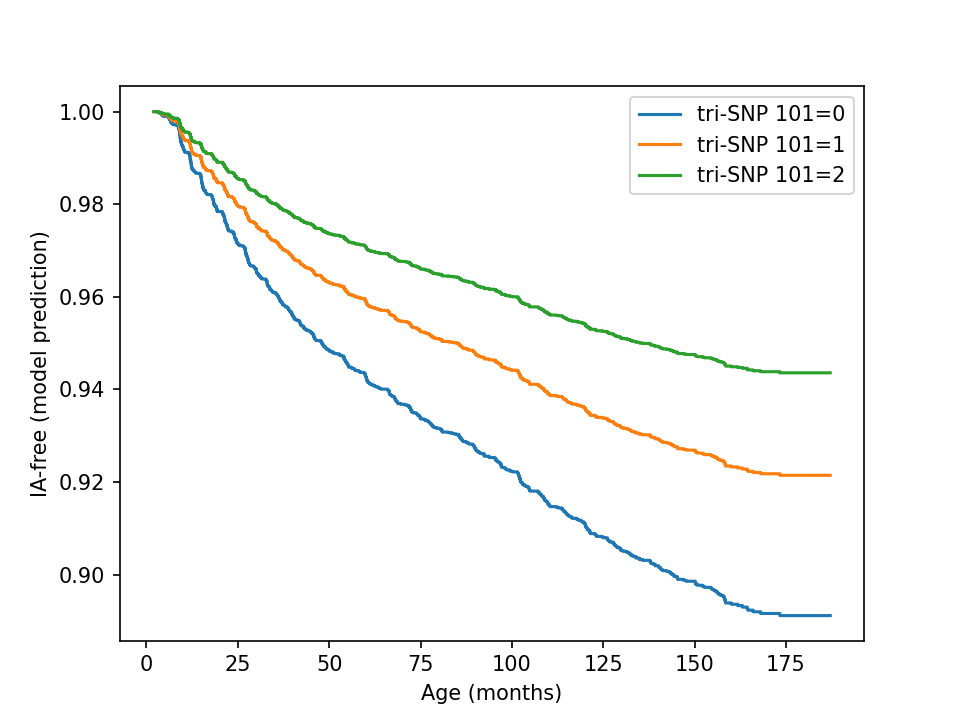 tri-SNP 101=0
tri-SNP 101=1
tri-SNP 101=2
1.00
0.98
0.96
0.94
0.92
0.90
IA-free (model prediction)
0 25 50 75 100 125 150 175
Age (months)